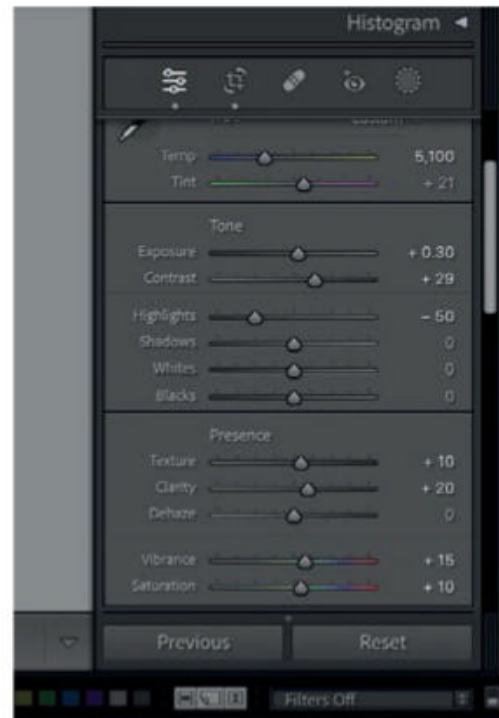 Histogram
Temp 5,100
Tint + 21
Tone
Exposure + 0.30
Contrast + 29
Highlights - 50
Shadows 0
Whites 0
Blacks 0
Presence
Texture + 10
Clarity + 20
Dehaze 0
Vibrance + 15
Saturation + 10
Previous Reset
Filters Off